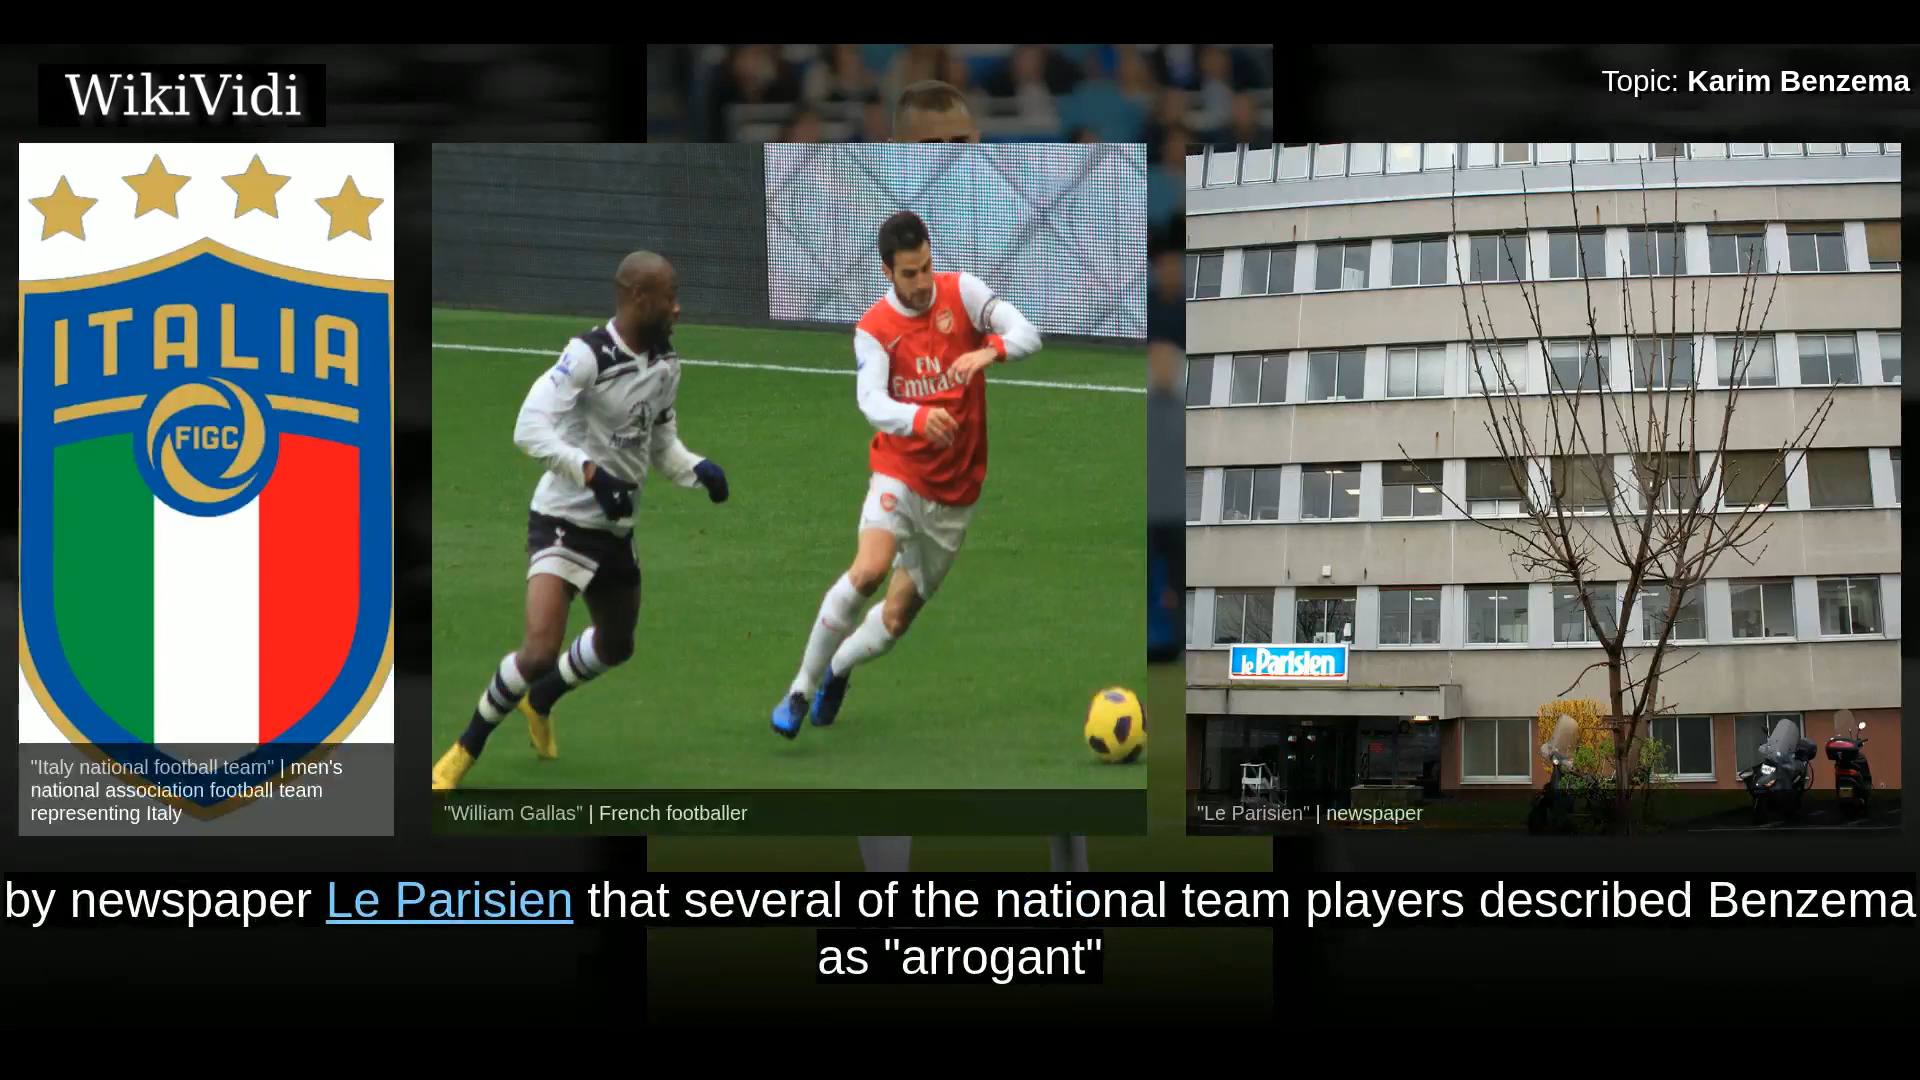 WikiVidi
Topic: Karim Benzema
ITALIA
FIGC
FLY
Emirates
le Parisien
"Italy national football team" | men's
national association football team
representing Italy
"William Gallas" | French footballer
"Le Parisien" | newspaper
by newspaper Le Parisien that several of the national team players described Benzema
as "arrogant"